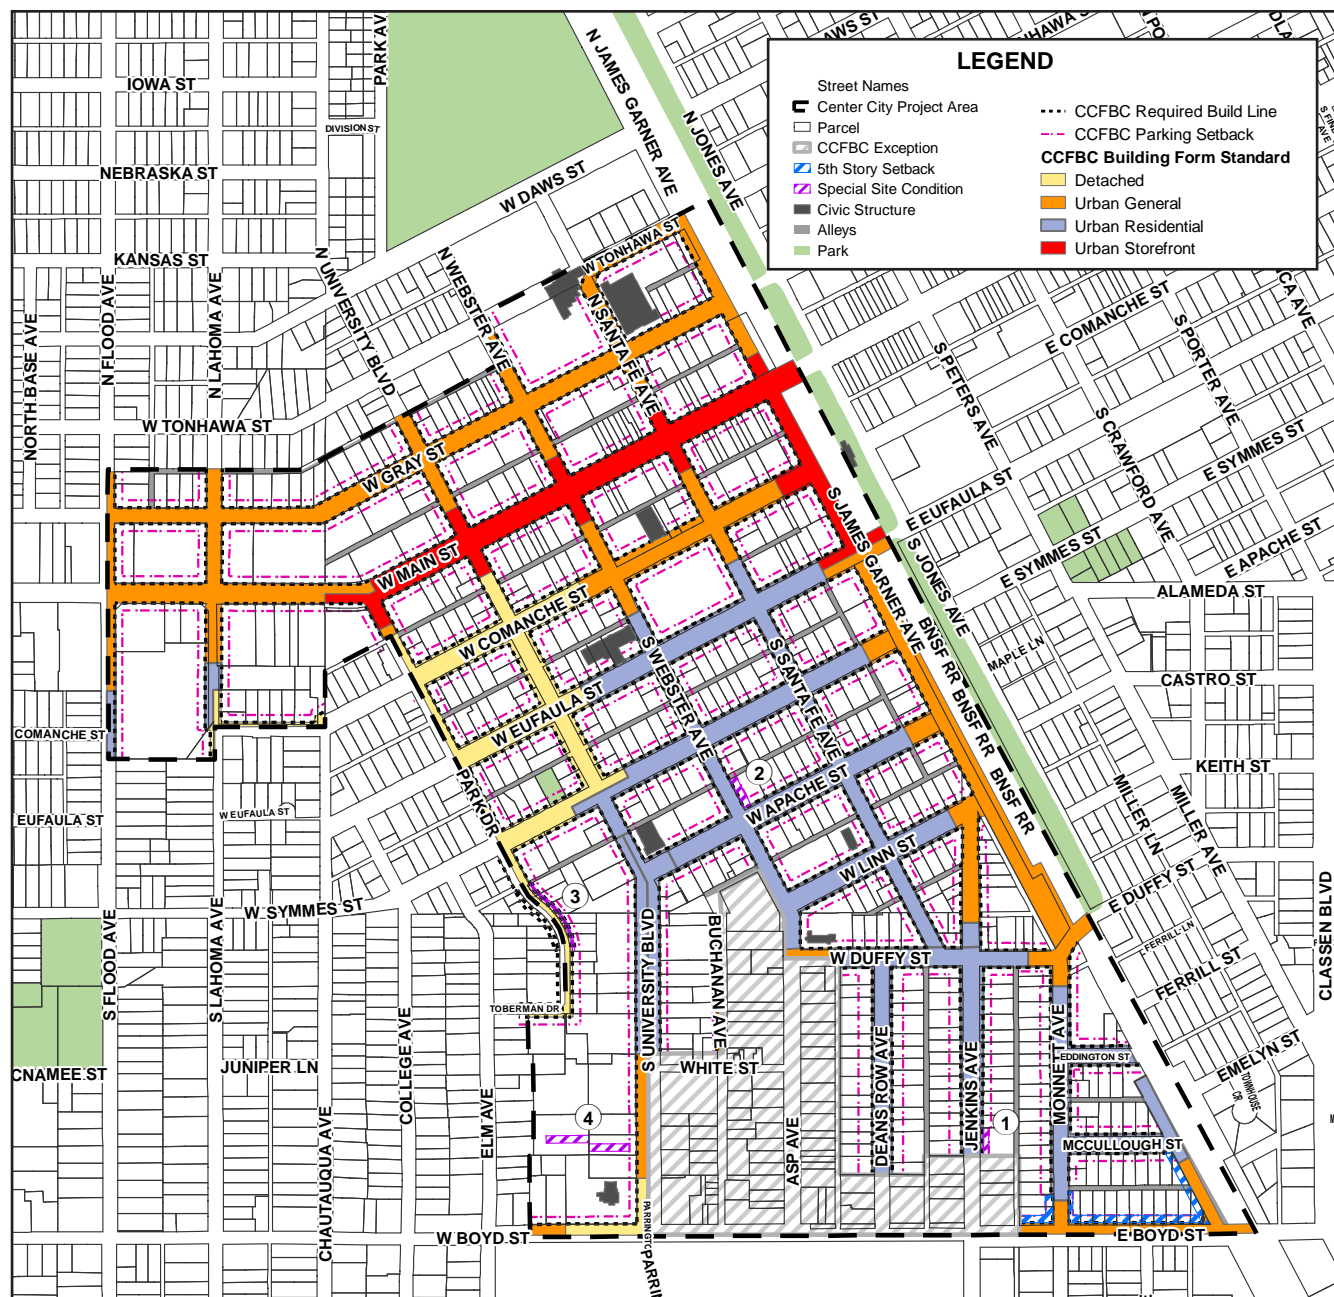 LEGEND
Street Names
Center City Project Area
Parcel
CCFBC Exception
5th Story Setback
Special Site Condition
Civic Structure
Alleys
Park
CCFBC Required Build Line
CCFBC Parking Setback
CCFBC Building Form Standard
Detached
Urban General
Urban Residential
Urban Storefront
PARK AV
IOWA ST
DIVISION ST
NEBRASKA ST
KANSAS ST
N JAMES GARNER AVE
N JONES AVE
W DAWS ST
DAWS ST
W TONHAWA ST
N FLOOD AVE
N LAHOMA AVE
NORTH BASE AVE
N UNIVERSITY BLVD
N WEBSTER AVE
N SANTA FE AVE
W TONHAWA ST
W GRAY ST
W MAIN ST
W COMANCHE ST
W EUFAULA ST
E COMANCHE ST
S PETERS AVE
S PORTER AVE
CA AVE
S CRAWFORD AVE
E SYMMES ST
E EUFAULA ST
E SYMMES ST
E APACHE ST
ALAMEDA ST
S JAMES GARNER AVE
S JONES AVE
BNSF RR
BNSF RR
BNSF RR
MAPLE LN
CASTRO ST
KEITH ST
S WEBSTER AVE
S SANTA FE AVE
2
W APACHE ST
W LINN ST
COMANCHE ST
EUFAULA ST
W EUFAULA ST
PARK DR
3
W SYMMES ST
MILLER LN
MILLER AVE
E DUFFY ST
FERRILL LN
FERRILL ST
CLASSEN BLVD
S FLOOD AVE
S LAHOMA AVE
BUCHANAN AVE
S UNIVERSITY BLVD
W DUFFY ST
TOBERMAN DR
CNAMEE ST
JUNIPER LN
COLLEGE AVE
CHAUTAUQUA AVE
ELM AVE
WHITE ST
DEANS ROW AVE
JENKINS AVE
MONNETT AVE
EDDINGTON ST
EMELYN ST
TOWNHOUSE CR
4
ASP AVE
1
MCCULLOUGH ST
W BOYD ST
E BOYD ST